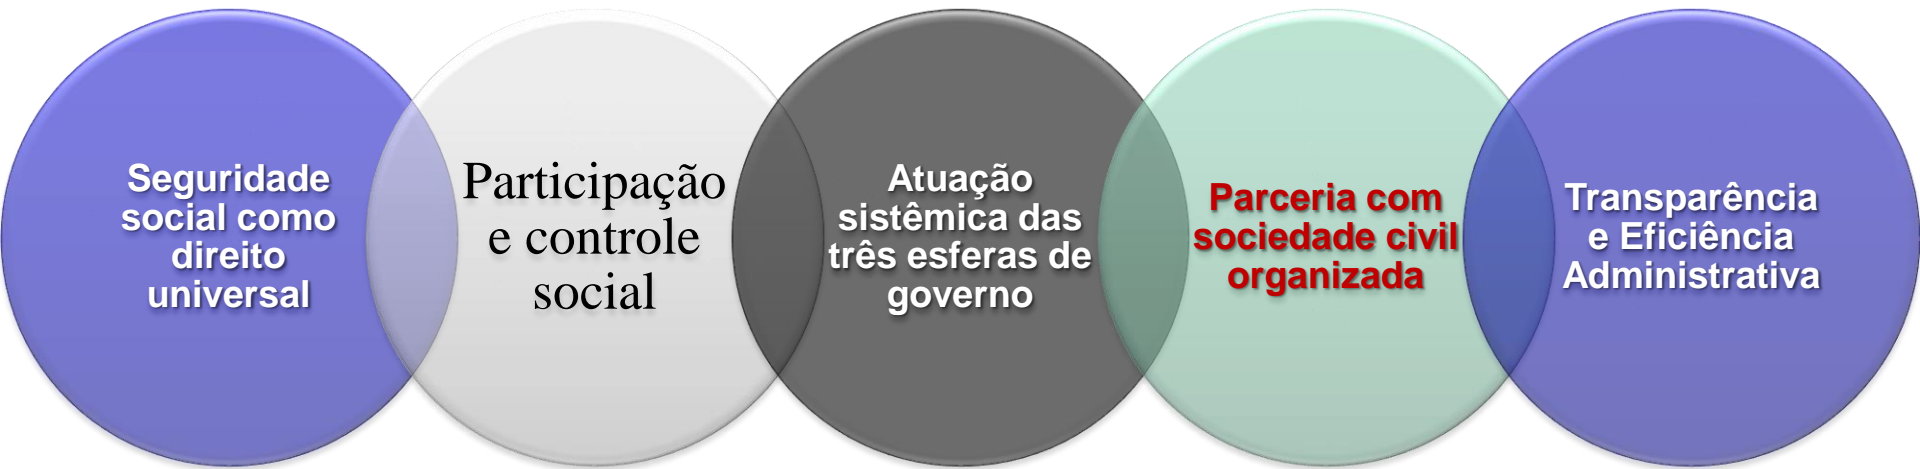 Seguridade
social como
direito
universal
Participação
e controle
social
Atuação
sistêmica das
três esferas de
governo
Parceria com
sociedade civil
organizada
Transparência
e Eficiência
Administrativa